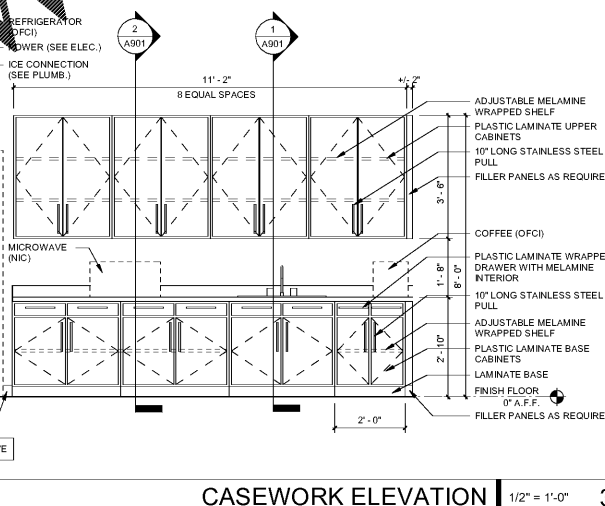 REFRIGERATOR
(OFCI)
POWER (SEE ELEC.)
ICE CONNECTION
(SEE PLUMB.)
2
A901
1
A901
11' - 2"
+/- 2"
8 EQUAL SPACES
ADJUSTABLE MELAMINE
WRAPPED SHELF
PLASTIC LAMINATE UPPER
CABINETS
10" LONG STAINLESS STEEL
PULL
FILLER PANELS AS REQUIRE
3' - 6"
MICROWAVE
(NIC)
COFFEE (OFCI)
PLASTIC LAMINATE WRAPPE
DRAWER WITH MELAMINE
INTERIOR
1' - 8"
8' - 0"
10" LONG STAINLESS STEEL
PULL
ADJUSTABLE MELAMINE
WRAPPED SHELF
2' - 10"
PLASTIC LAMINATE BASE
CABINETS
LAMINATE BASE
FINISH FLOOR
0" A.F.F.
FILLER PANELS AS REQUIRE
2' - 0"
CASEWORK ELEVATION
1/2" = 1'-0"